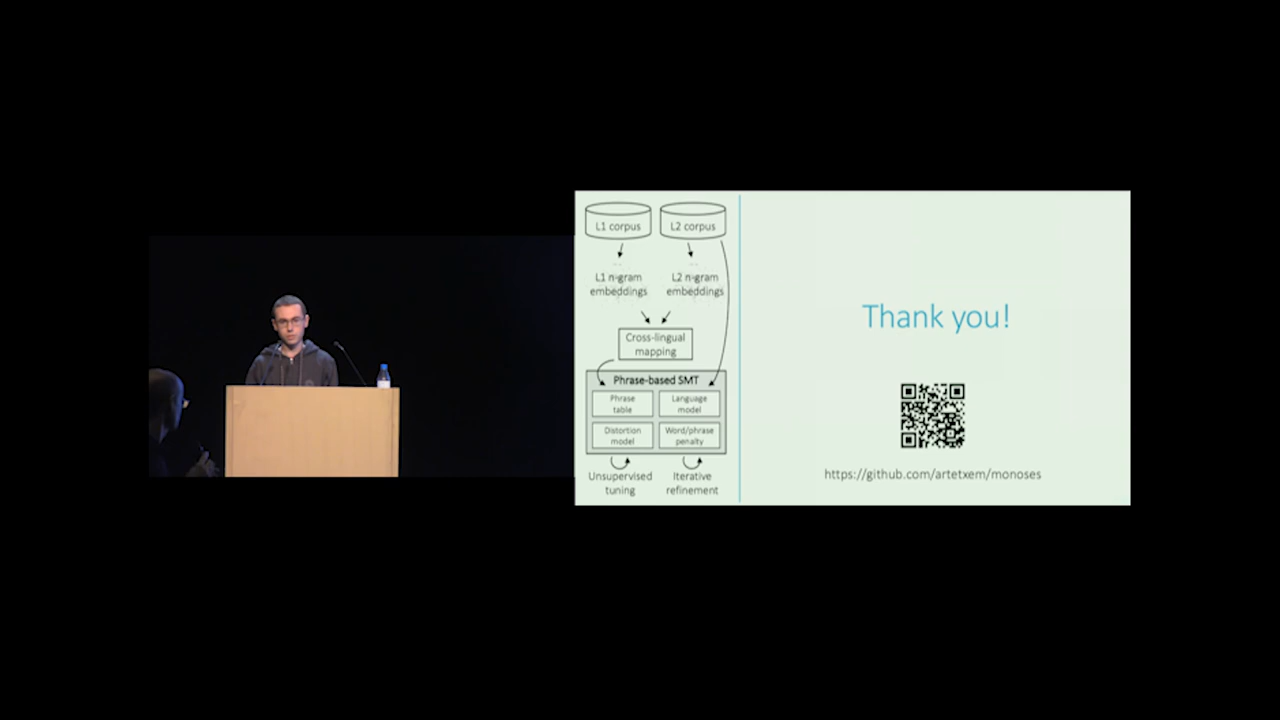 L1 corpus
L2 corpus
L1 n-gram
embeddings
L2 n-gram
embeddings
Cross-lingual
mapping
Phrase-based SMT
Phrase
table
Language
model
Distortion
model
Word/phrase
penalty
Unsupervised
tuning
Iterative
refinement
Thank you!
https://github.com/artetxem/monoses